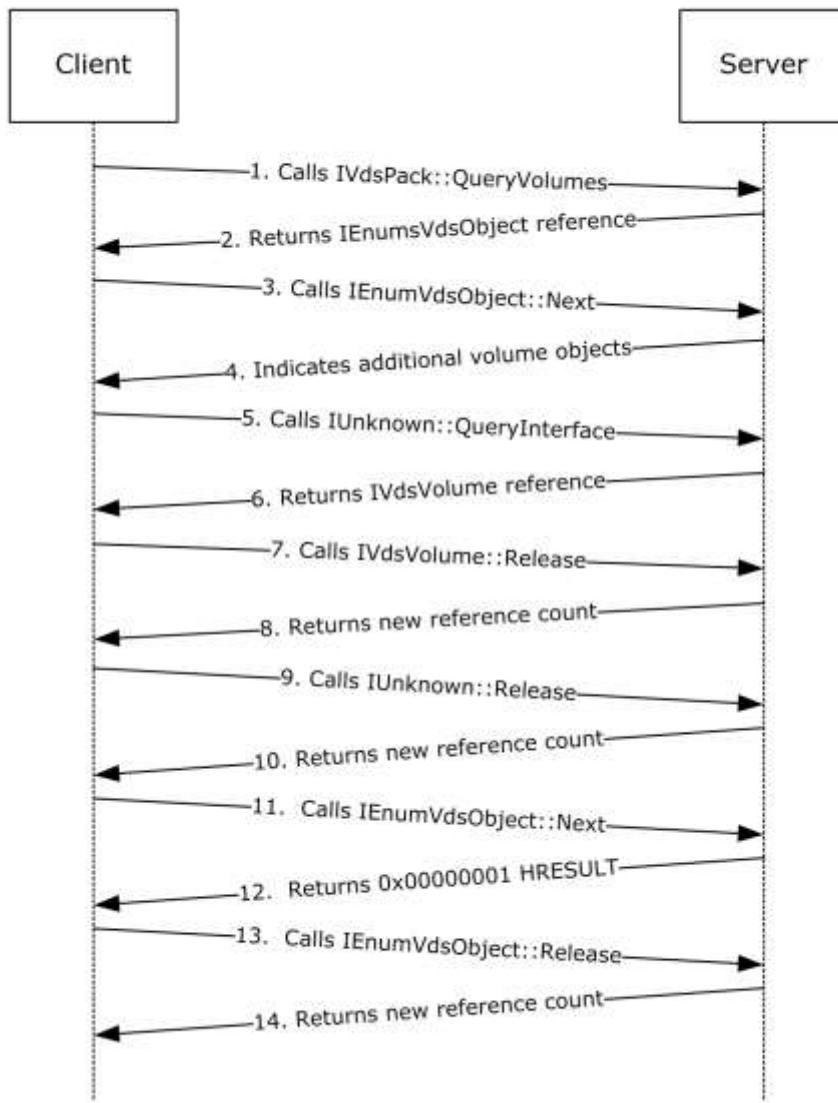 Client
Server
1. Calls IVdsPack::QueryVolumes
2. Returns IEnumsVdsObject reference
3. Calls IEnumVdsObject::Next
4. Indicates additional volume objects
5. Calls IUnknown::QueryInterface
6. Returns IVdsVolume reference
7. Calls IVdsVolume::Release
8. Returns new reference count
9. Calls IUnknown::Release
10. Returns new reference count
11. Calls IEnumVdsObject::Next
12. Returns 0x00000001 HRESULT
13. Calls IEnumVdsObject::Release
14. Returns new reference count